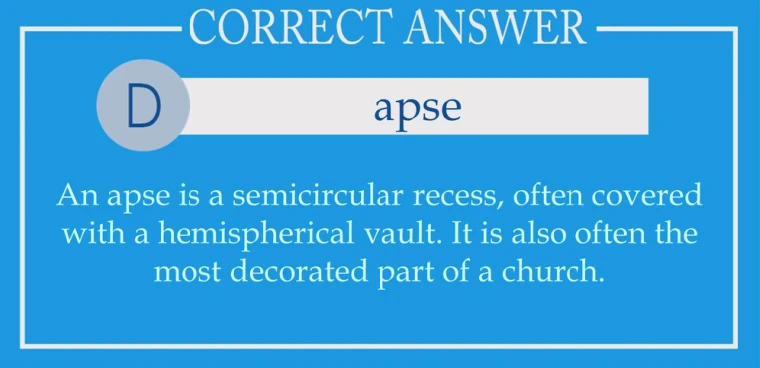 CORRECT ANSWER
D
apse
An apse is a semicircular recess, often covered
with a hemispherical vault. It is also often the
most decorated part of a church.